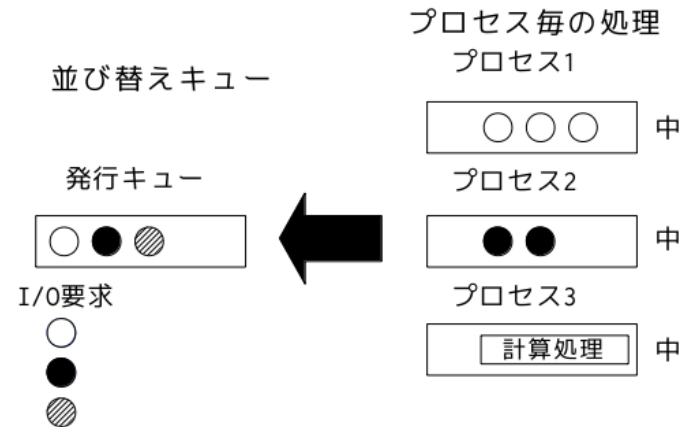 プロセス毎の処理
プロセス1
並び替えキュー
中
発行キュー
プロセス2
中
I/O要求
プロセス3
計算処理
中